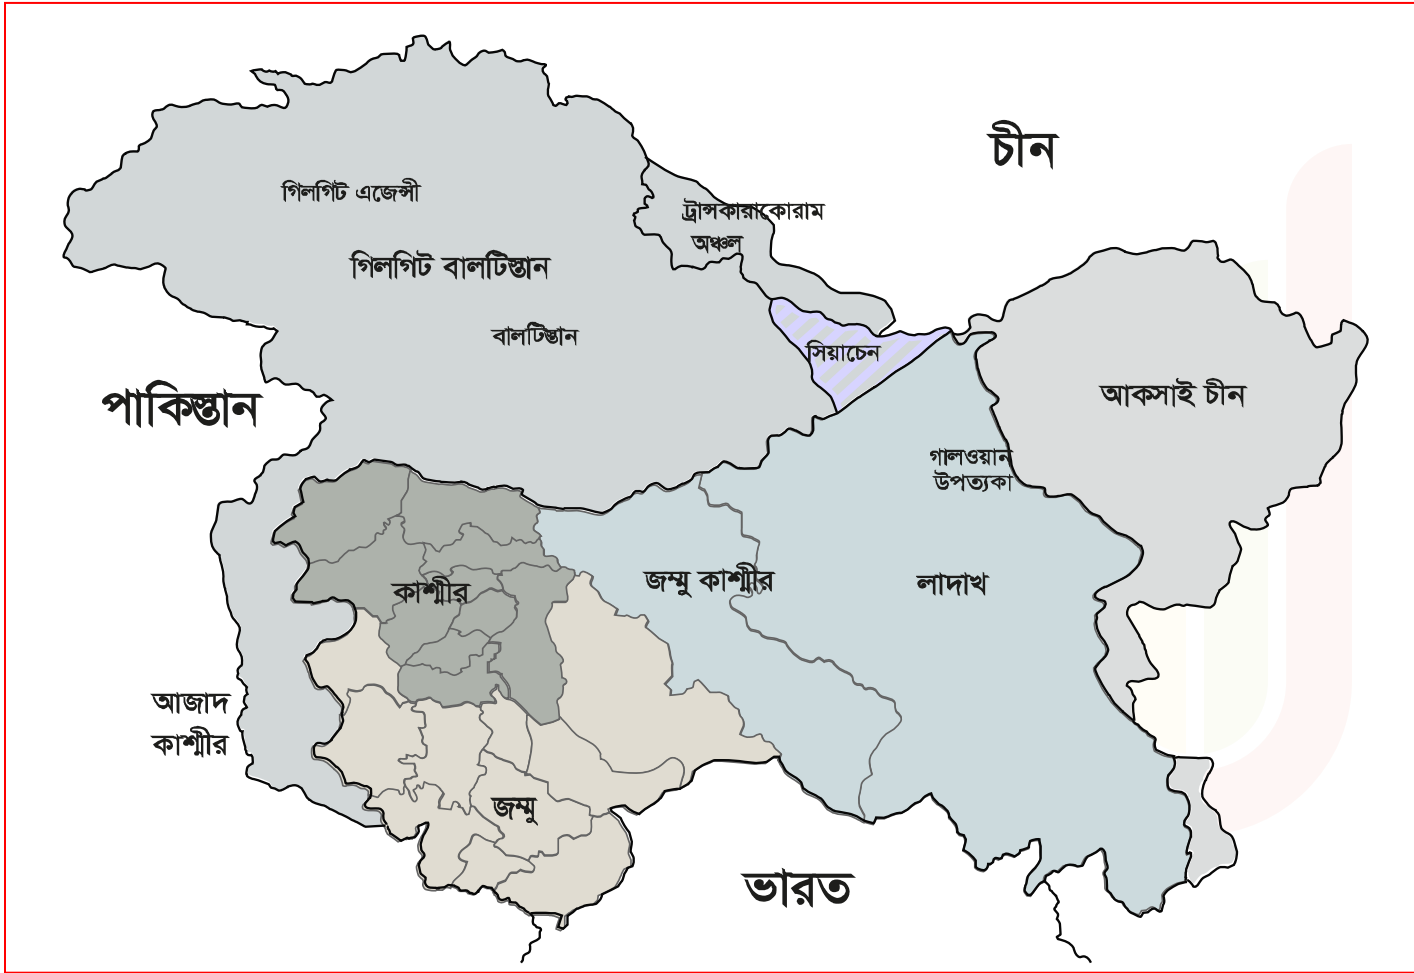 চীন
গিলগিট এজেন্সী
ট্রান্সকারাকোরাম
অঞ্চল
গিলগিট বালটিস্তান
বালটিস্তান
সিয়াচেন
পাকিস্তান
আকসাই চীন
গালওয়ান
উপত্যকা
কাশ্মীর
জম্মু কাশ্মীর
লাদাখ
আজাদ
কাশ্মীর
জম্মু
ভারত